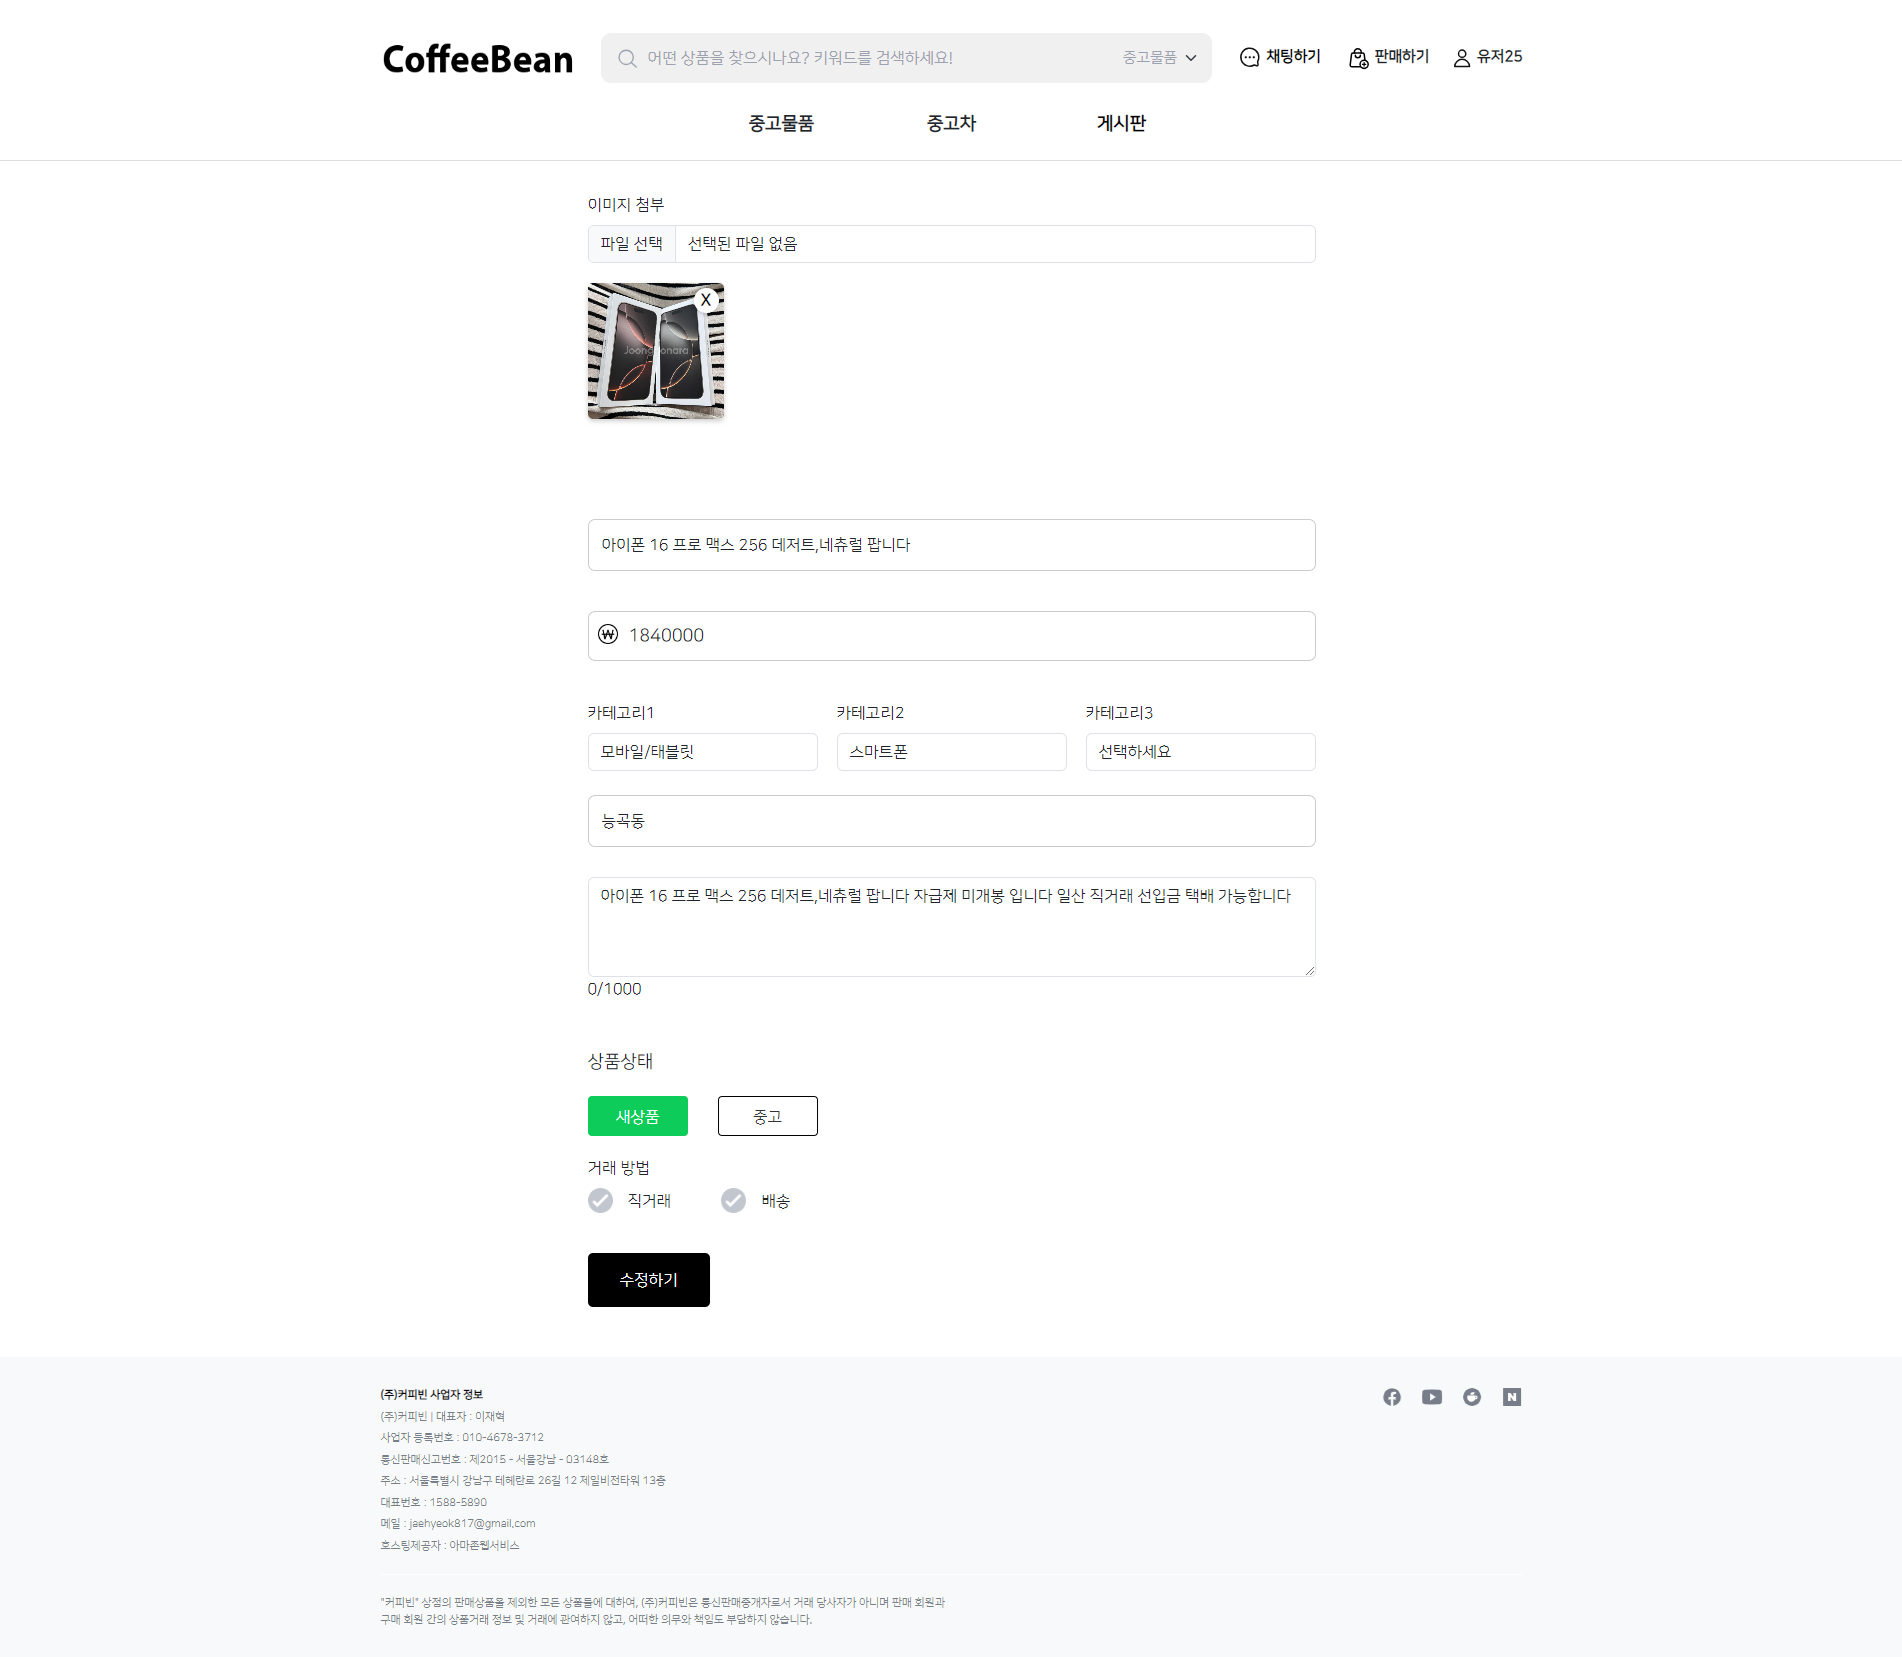 CoffeeBean
어떤 상품을 찾으시나요? 키워드를 검색하세요!
중고물품
채팅하기
판매하기
유저25
중고물품
중고차
게시판
이미지 첨부
파일 선택
선택된 파일 없음
X
아이폰 16 프로 맥스 256 데저트,네츄럴 팝니다
1840000
카테고리1
카테고리2
카테고리3
모바일/태블릿
스마트폰
선택하세요
능곡동
아이폰 16 프로 맥스 256 데저트,네츄럴 팝니다 자급제 미개봉 입니다 일산 직거래 선입금 택배 가능합니다
0/1000
상품상태
새상품
중고
거래 방법
직거래
배송
수정하기
(주)커피빈 사업자 정보
(주)커피빈 | 대표자 : 이재혁
사업자 등록번호 : 010-4678-3712
통신판매신고번호 : 제2015 - 서울강남 - 03148호
주소 : 서울특별시 강남구 테헤란로 26길 12 제일비전타워 13층
대표번호 : 1588-5890
메일 : jaehyeok817@gmail.com
호스팅제공자 : 아마존웹서비스
"커피빈" 상점의 판매상품을 제외한 모든 상품들에 대하여, (주)커피빈은 통신판매중개자로서 거래 당사자가 아니며 판매 회원과
구매 회원 간의 상품거래 정보 및 거래에 관여하지 않고, 어떠한 의무와 책임도 부담하지 않습니다.